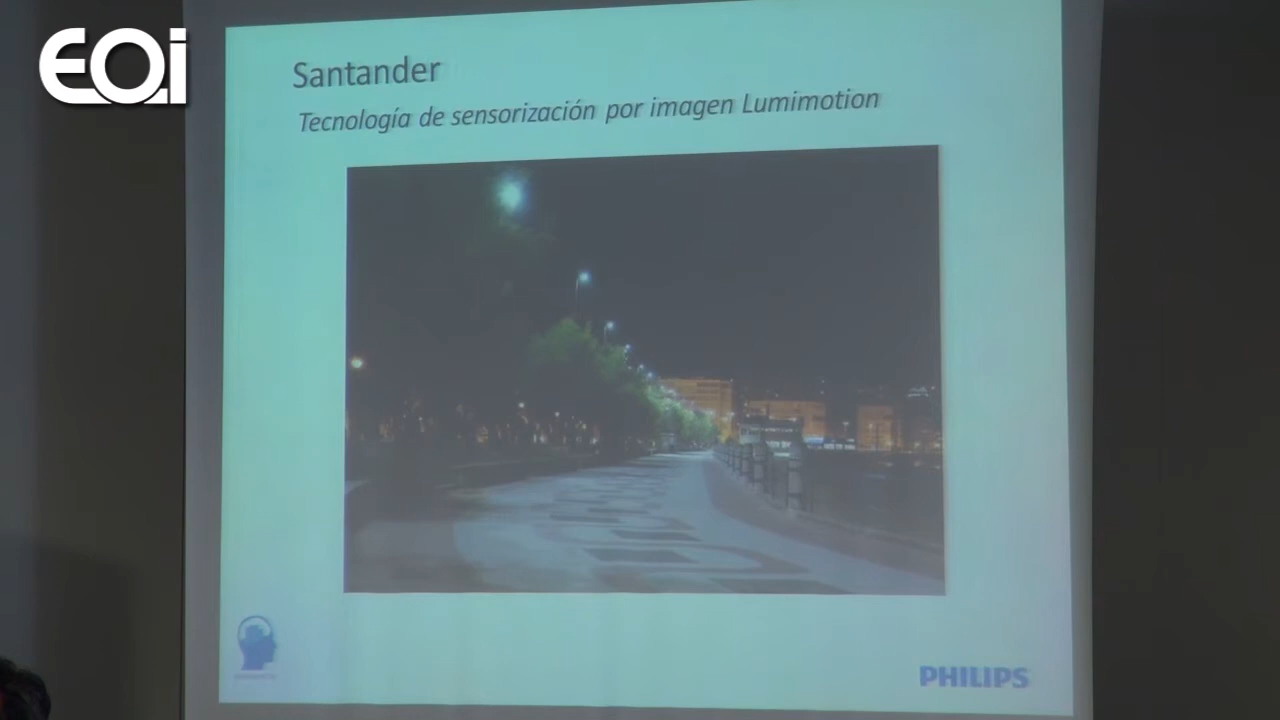 EOi
Santander
Tecnología de sensorización por imagen Lumimotion
PHILIPS